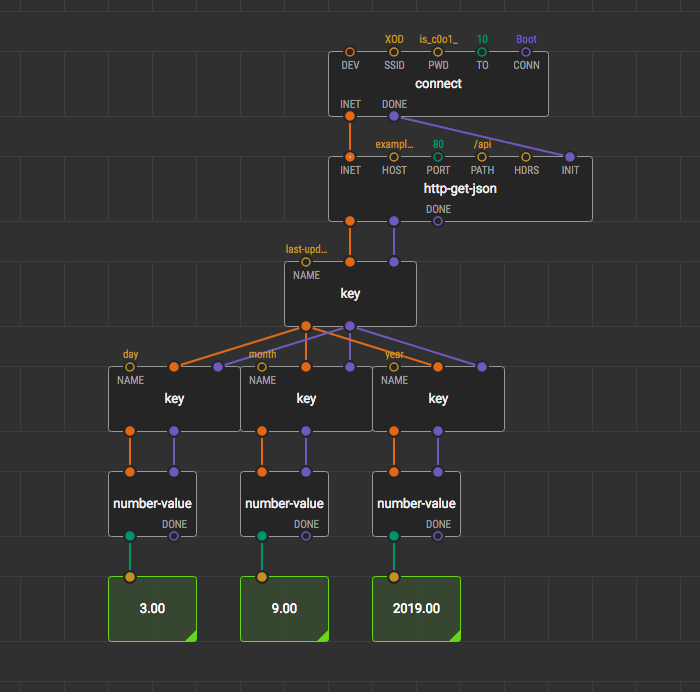 XOD is_c0o1_ 10 Boot
DEV SSID PWD TO CONN
connect
INET DONE
exampl... 80 /api
INET HOST PORT PATH HDRS INIT
http-get-json
DONE
last-upd...
NAME
key
day month year
NAME NAME NAME
key key key
number-value number-value number-value
DONE DONE DONE
3.00 9.00 2019.00